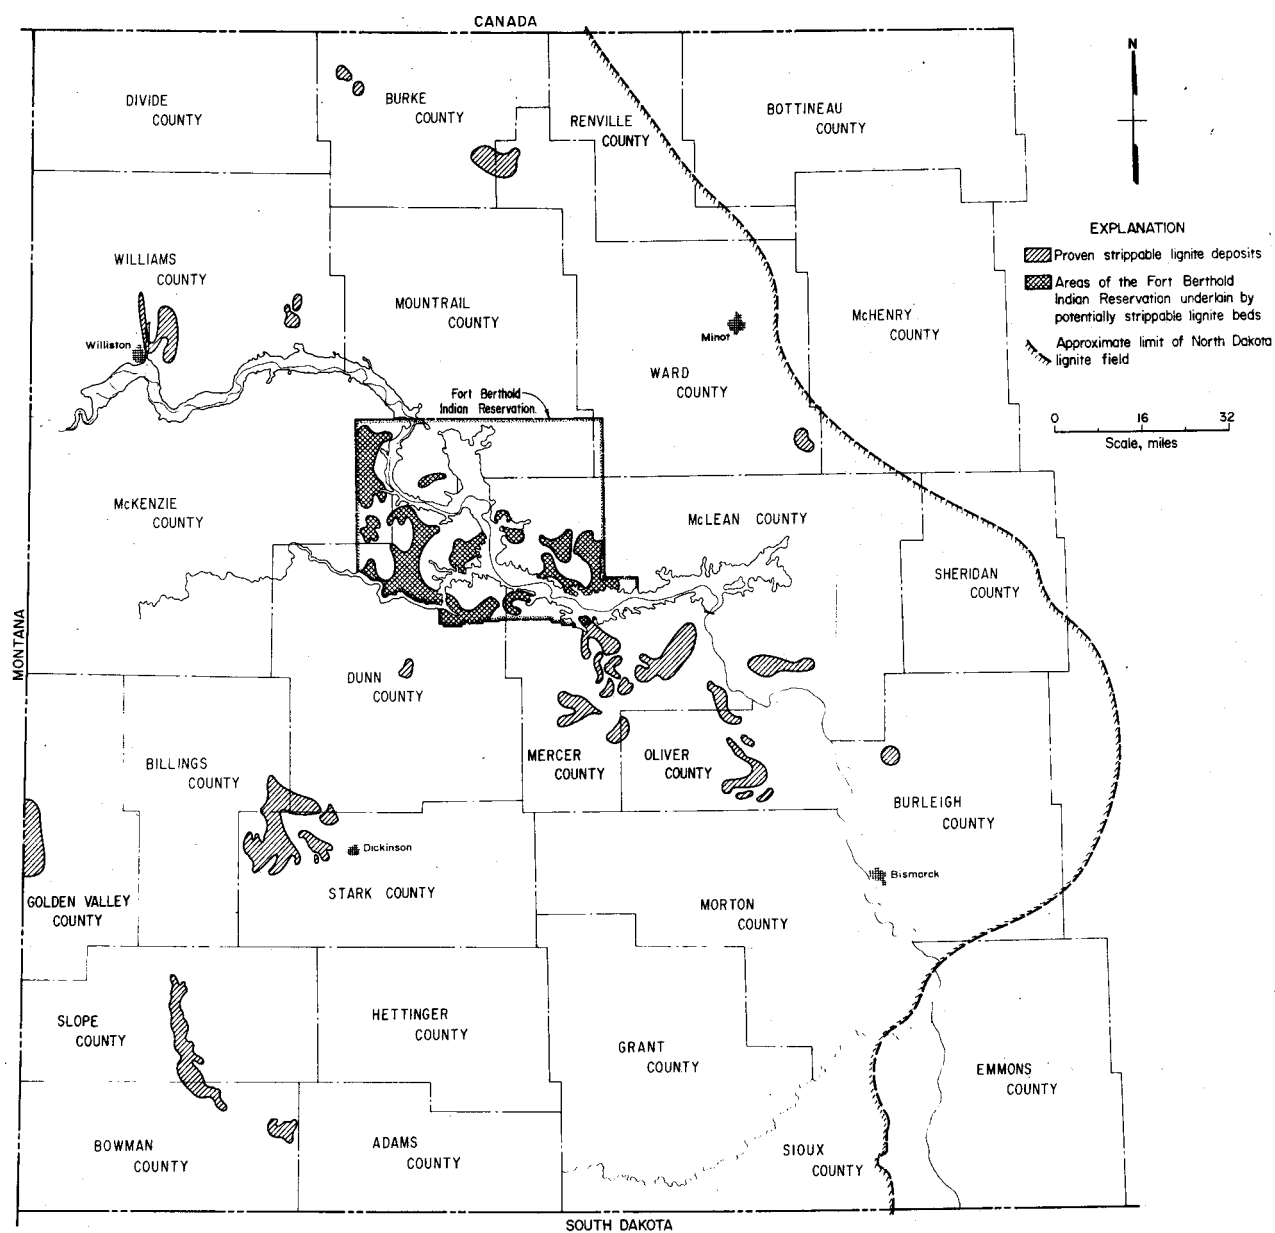 CANADA
N
DIVIDE
COUNTY
BURKE
COUNTY
RENVILLE
COUNTY
BOTTINEAU
COUNTY
EXPLANATION
Proven strippable lignite deposits
Areas of the Fort Berthold
Indian Reservation underlain by
potentially strippable lignite beds
Approximate limit of North Dakota
lignite field
0 16 32
Scale, miles
WILLIAMS
COUNTY
MOUNTRAIL
COUNTY
McHENRY
COUNTY
Williston
Minot
WARD
COUNTY
Fort Berthold
Indian Reservation
McKENZIE
COUNTY
McLEAN COUNTY
SHERIDAN
COUNTY
MONTANA
DUNN
COUNTY
MERCER
COUNTY
OLIVER
COUNTY
BILLINGS
COUNTY
BURLEIGH
COUNTY
Dickinson
Bismarck
STARK COUNTY
GOLDEN VALLEY
COUNTY
MORTON
COUNTY
SLOPE
COUNTY
HETTINGER
COUNTY
GRANT
COUNTY
EMMONS
COUNTY
BOWMAN
COUNTY
ADAMS
COUNTY
SIOUX
COUNTY
SOUTH DAKOTA